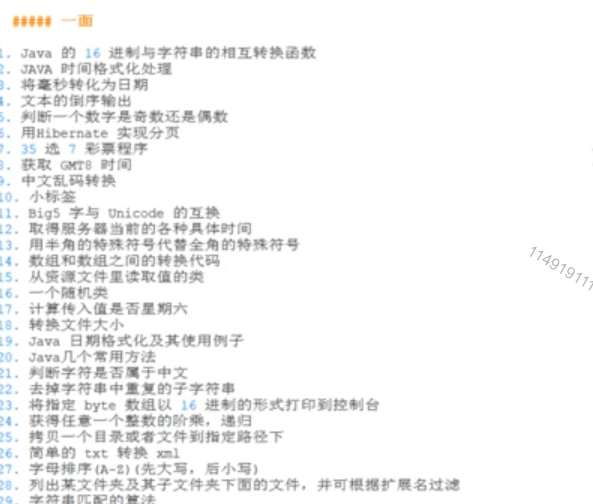 ##### 一面
1. Java 的 16 进制与字符串的相互转换函数
2. JAVA 时间格式化处理
3. 将毫秒转化为日期
4. 文本的倒序输出
5. 判断一个数字是奇数还是偶数
6. 用Hibernate 实现分页
7. 35 选 7 彩票程序
8. 获取 GMT8 时间
9. 中文乱码转换
10. 小标签
11. Big5 字与 Unicode 的互换
12. 取得服务器当前的各种具体时间
13. 用半角的特殊符号代替全角的特殊符号
14. 数组和数组之间的转换代码
15. 从资源文件里读取值的类
16. 一个随机类
17. 计算传入值是否星期六
18. 转换文件大小
19. Java 日期格式化及其使用例子
20. Java几个常用方法
21. 判断字符是否属于中文
22. 去掉字符串中重复的子字符串
23. 将指定 byte 数组以 16 进制的形式打印到控制台
24. 获得任意一个整数的阶乘，递归
25. 拷贝一个目录或者文件到指定路径下
26. 简单的 txt 转换 xml
27. 字母排序(A-Z)(先大写，后小写)
28. 列出某文件夹及其子文件夹下面的文件，并可根据扩展名过滤
29. 字符串匹配的算法
114919111